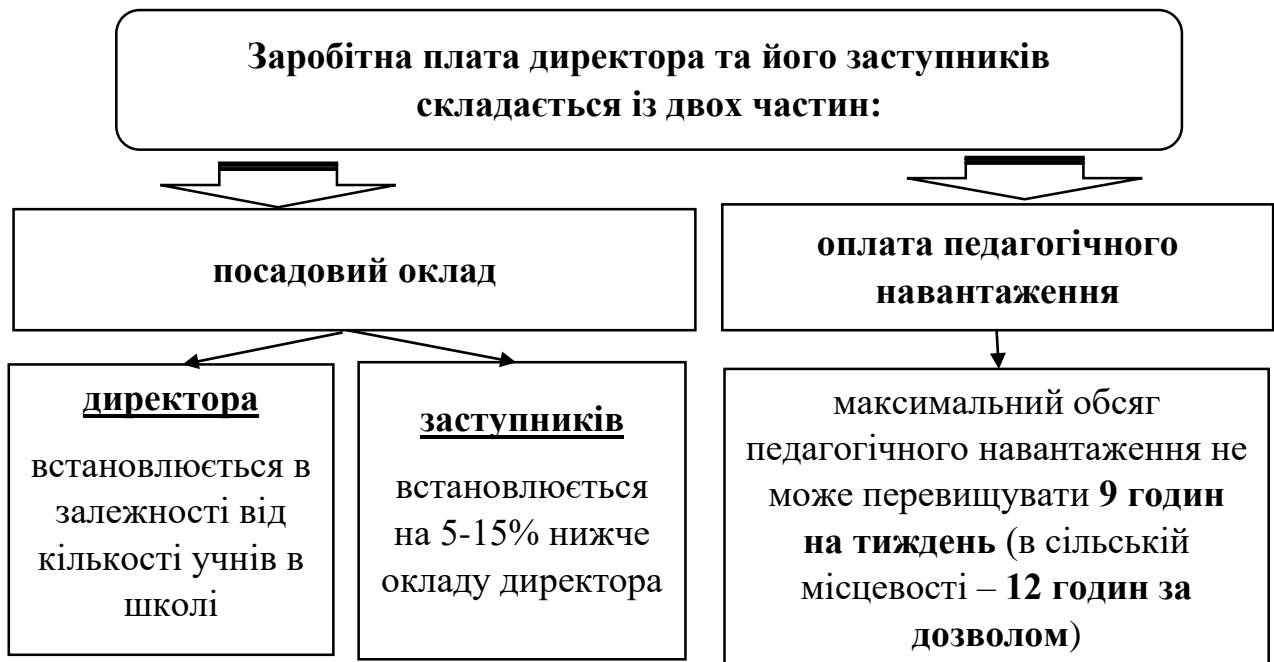 Заробітна плата директора та його заступників
складається із двох частин:
посадовий оклад
оплата педагогічного
навантаження
директора
встановлюється в
залежності від
кількості учнів в
школі
заступників
встановлюється
на 5-15% нижче
окладу директора
максимальний обсяг
педагогічного навантаження не
може перевищувати 9 годин
на тиждень (в сільській
місцевості – 12 годин за
дозволом)